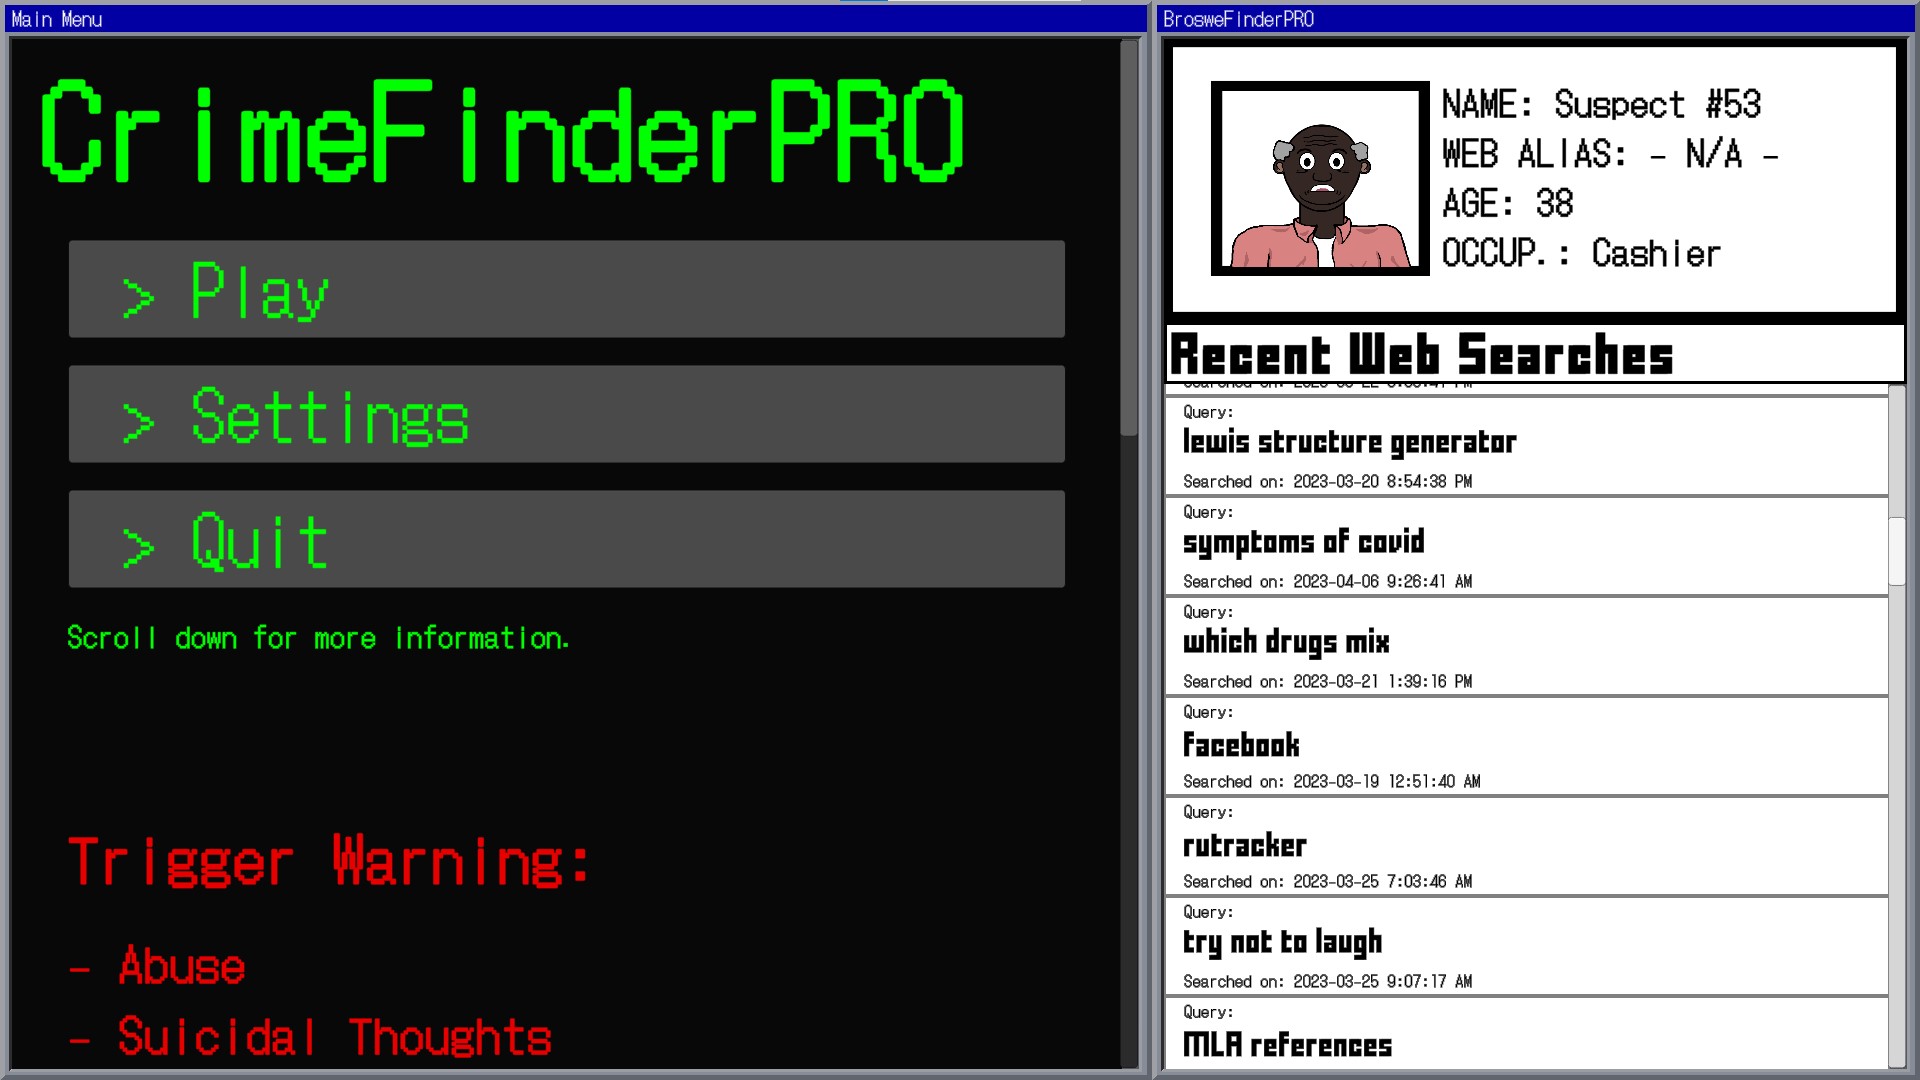 Main Menu
CrimeFinderPRO
> Play
> Settings
> Quit
Scroll down for more information.
Trigger Warning:
- Abuse
- Suicidal Thoughts
BrosweFinderPRO
NAME: Suspect #53
WEB ALIAS: - N/A -
AGE: 38
OCCUP.: Cashier
Recent Web Searches
Query:
lewis structure generator
Searched on: 2023-03-20 8:54:38 PM
Query:
symptoms of covid
Searched on: 2023-04-06 9:26:41 AM
Query:
which drugs mix
Searched on: 2023-03-21 1:39:16 PM
Query:
facebook
Searched on: 2023-03-19 12:51:40 AM
Query:
rutracker
Searched on: 2023-03-25 7:03:46 AM
Query:
try not to laugh
Searched on: 2023-03-25 9:07:17 AM
Query:
MLA references